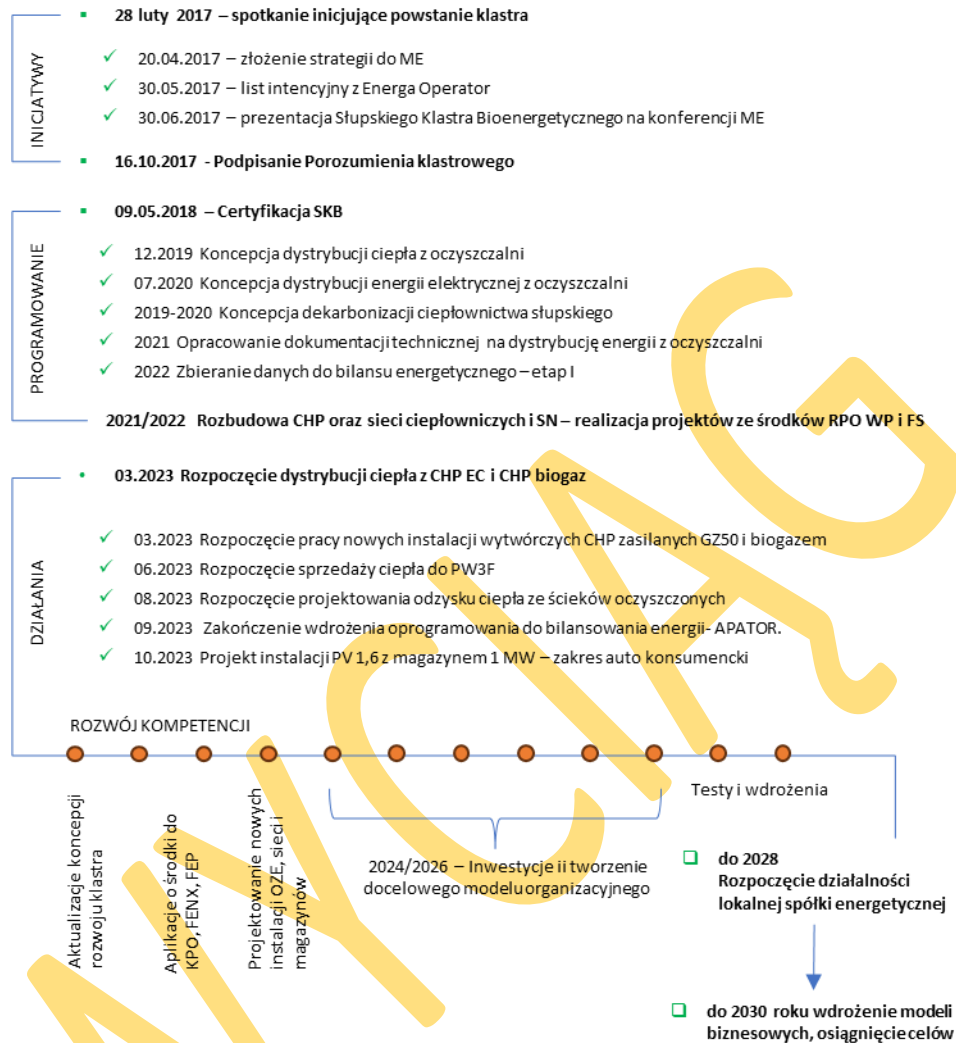 28 luty 2017 – spotkanie inicjujące powstanie klastra
INICJATYWY
20.04.2017 – złożenie strategii do ME
30.05.2017 – list intencyjny z Energa Operator
30.06.2017 – prezentacja Słupskiego Klastra Bioenergetycznego na konferencji ME
16.10.2017 - Podpisanie Porozumienia klastrowego
09.05.2018 – Certyfikacja SKB
PROGRAMOWANIE
12.2019 Koncepcja dystrybucji ciepła z oczyszczalni
07.2020 Koncepcja dystrybucji energii elektrycznej z oczyszczalni
2019-2020 Koncepcja dekarbonizacji ciepłownictwa słupskiego
2021 Opracowanie dokumentacji technicznej na dystrybucję energii z oczyszczalni
2022 Zbieranie danych do bilansu energetycznego – etap I
2021/2022 Rozbudowa CHP oraz sieci ciepłowniczych i SN – realizacja projektów ze środków RPO WP i FS
03.2023 Rozpoczęcie dystrybucji ciepła z CHP EC i CHP biogaz
DZIAŁANIA
03.2023 Rozpoczęcie pracy nowych instalacji wytwórczych CHP zasilanych GZ50 i biogazem
06.2023 Rozpoczęcie sprzedaży ciepła do PW3F
08.2023 Rozpoczęcie projektowania odzysku ciepła ze ścieków oczyszczonych
09.2023 Zakończenie wdrożenia oprogramowania do bilansowania energii- APATOR.
10.2023 Projekt instalacji PV 1,6 z magazynem 1 MW – zakres auto konsumencki
ROZWÓJ KOMPETENCJI
Aktualizacje koncepcji
rozwoju klastra
Aplikacje o środki do
KPO, FENX, FEP
Projektowanie nowych
instalacji OZE, sieci i
magazynów
2024/2026 – Inwestycje ii tworzenie
docelowego modelu organizacyjnego
Testy i wdrożenia
do 2028
Rozpoczęcie działalności
lokalnej spółki energetycznej
do 2030 roku wdrożenie modeli
biznesowych, osiągnięcie celów
WYCIĄG